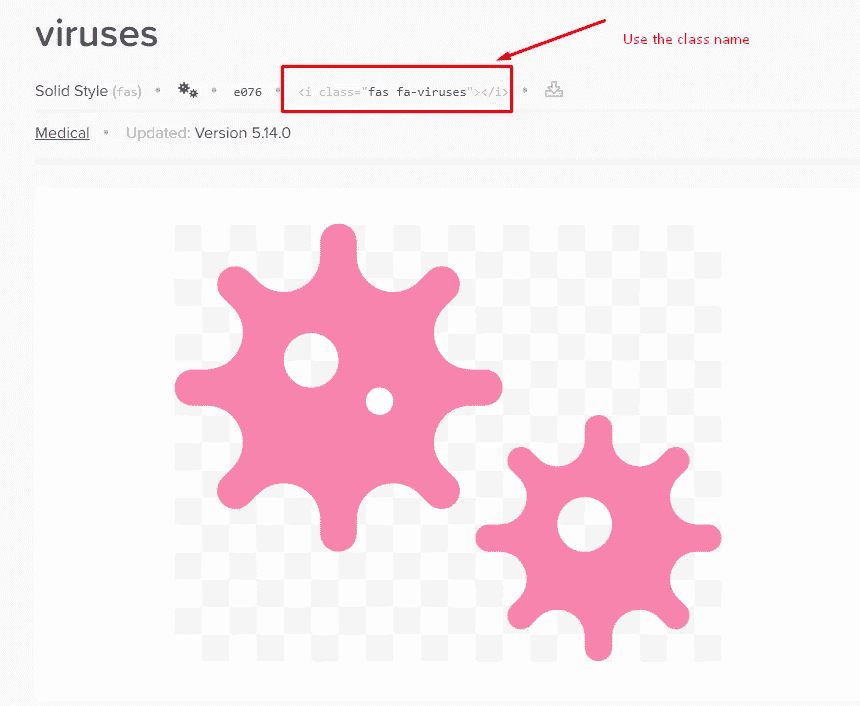 viruses
Use the class name
Solid Style (fas) • • e076 • <i class="fas fa-viruses"></i> •
Medical • Updated: Version 5.14.0